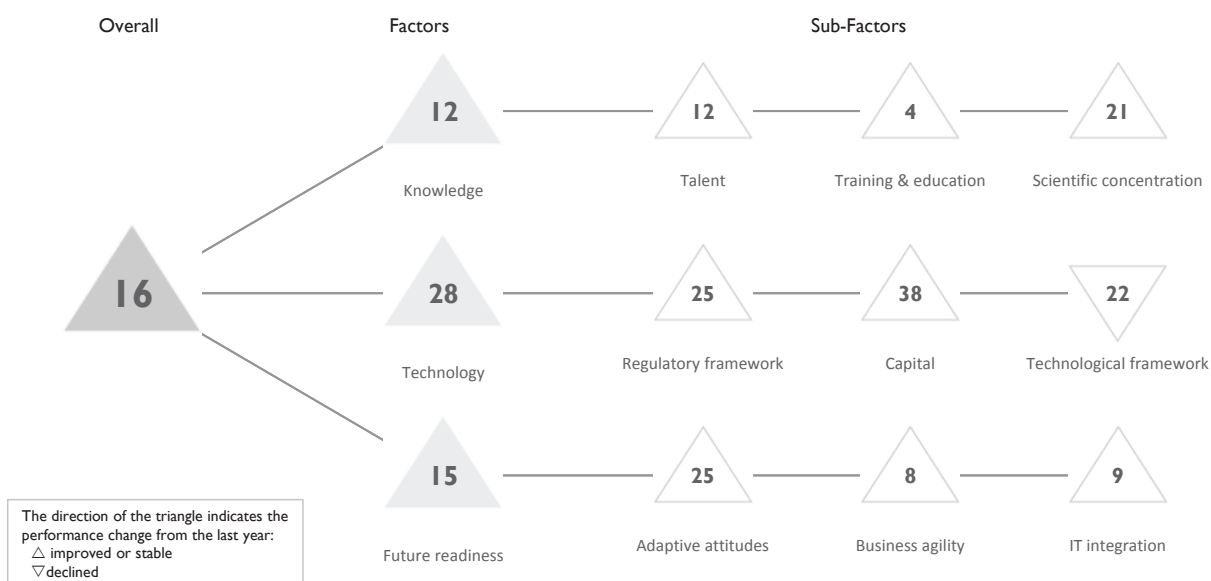 Overall Factors Sub-Factors
12 12 4 21
Knowledge Talent Training & education Scientific concentration
16 28 25 38 22
Technology Regulatory framework Capital Technological framework
15 25 8 9
Future readiness Adaptive attitudes Business agility IT integration
The direction of the triangle indicates the
performance change from the last year:
△ improved or stable
▽ declined